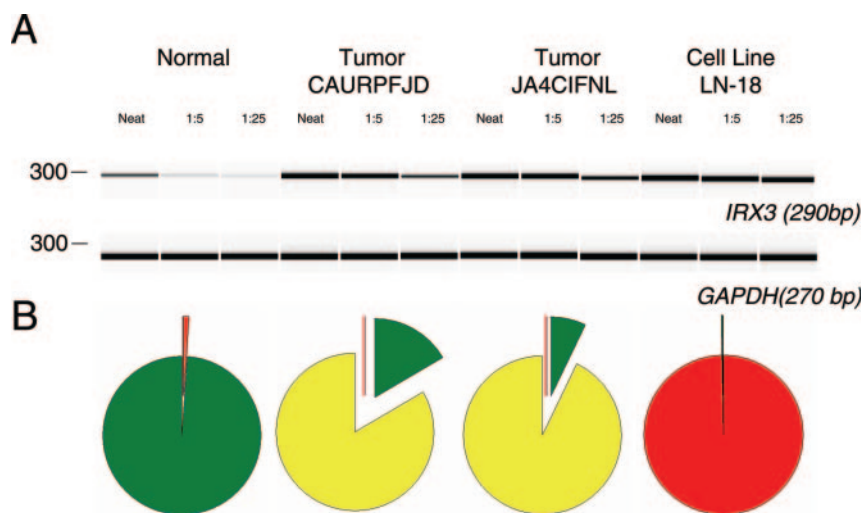 A
Normal
Tumor
CAURPFJD
Tumor
JA4CIFNL
Cell Line
LN-18
Neat 1:5 1:25 Neat 1:5 1:25 Neat 1:5 1:25 Neat 1:5 1:25
300
IRX3 (290bp)
300
GAPDH(270 bp)
B